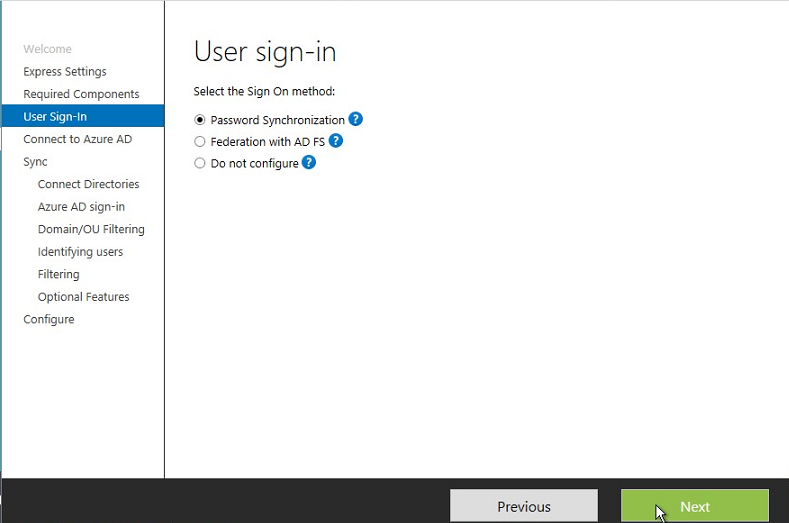 Welcome
Express Settings
Required Components
User Sign-In
Connect to Azure AD
Sync
Connect Directories
Azure AD sign-in
Domain/OU Filtering
Identifying users
Filtering
Optional Features
Configure
User sign-in
Select the Sign On method:
Password Synchronization ?
Federation with AD FS ?
Do not configure ?
Previous
Next